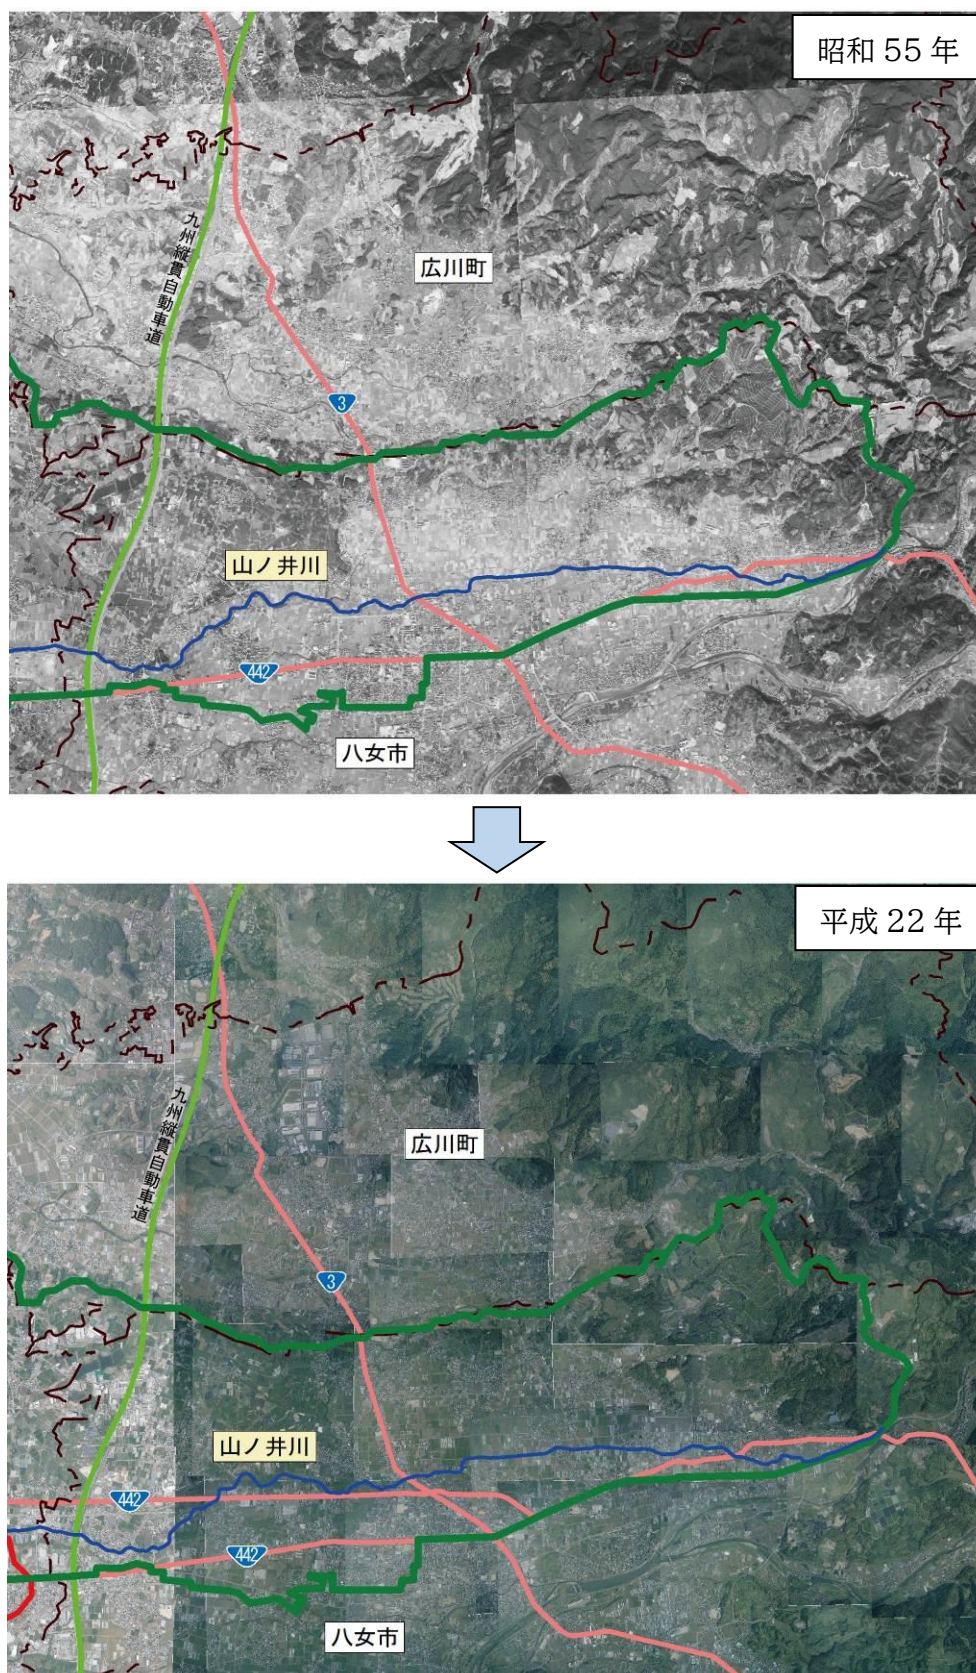 昭和 55 年
九州縦貫自動車道
広川町
3
山ノ井川
442
八女市
平成 22 年
九州縦貫自動車道
広川町
3
山ノ井川
442
442
八女市